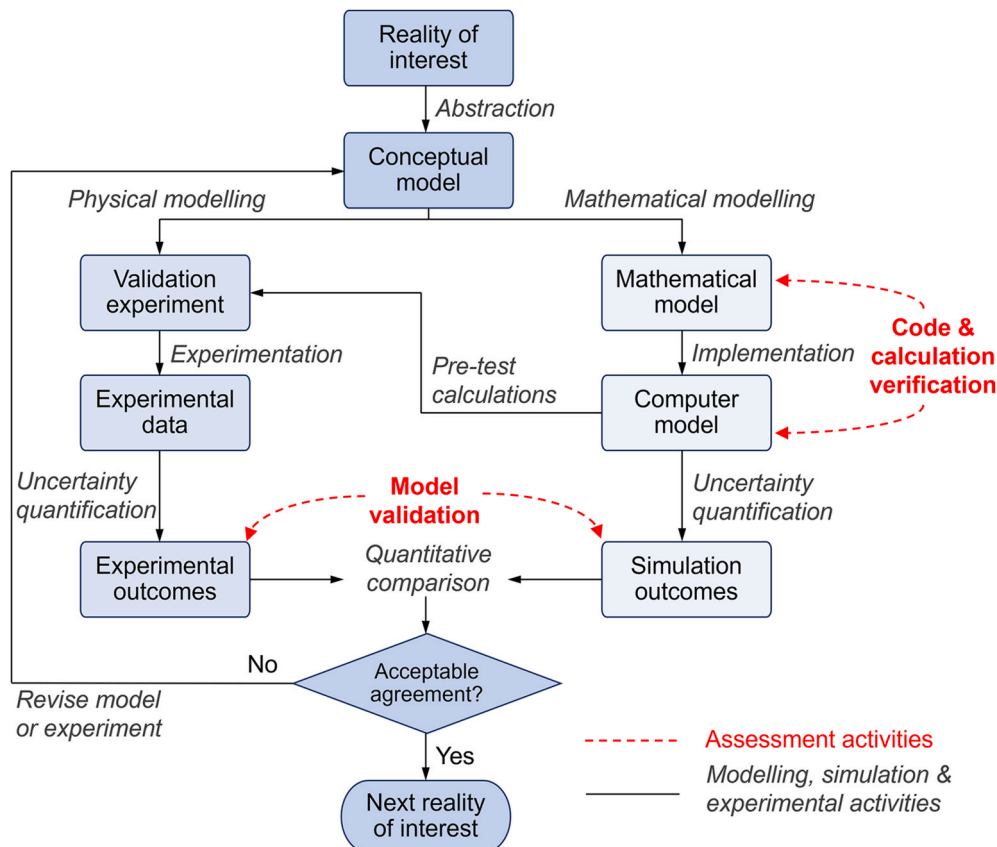 Reality of
interest
Abstraction
Conceptual
model
Physical modelling
Mathematical modelling
Validation
experiment
Mathematical
model
Code &
calculation
verification
Experimentation
Pre-test
calculations
Implementation
Experimental
data
Computer
model
Uncertainty
quantification
Model
validation
Uncertainty
quantification
Experimental
outcomes
Quantitative
comparison
Simulation
outcomes
No
Acceptable
agreement?
Revise model
or experiment
Yes
Next reality
of interest
Assessment activities
Modelling, simulation &
experimental activities